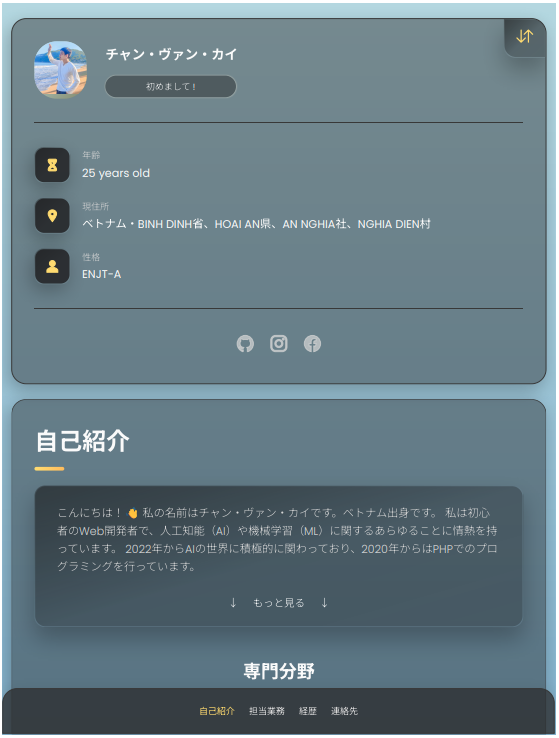 チャン・ヴァン・カイ
初めまして！
年齢
25 years old
現住所
ベトナム・BINH DINH省、HOAI AN県、AN NGHIA社、NGHIA DIEN村
性格
ENJT-A
自己紹介
こんにちは！ 👏 私の名前はチャン・ヴァン・カイです。ベトナム出身です。 私は初心
者のWeb開発者で、人工知能（AI）や機械学習（ML）に関するあらゆることに情熱を持
っています。 2022年からAIの世界に積極的に関わっており、2020年からはPHPでのプロ
グラミングを行っています。
↓ もっと見る ↓
専門分野
自己紹介 担当業務 経歴 連絡先